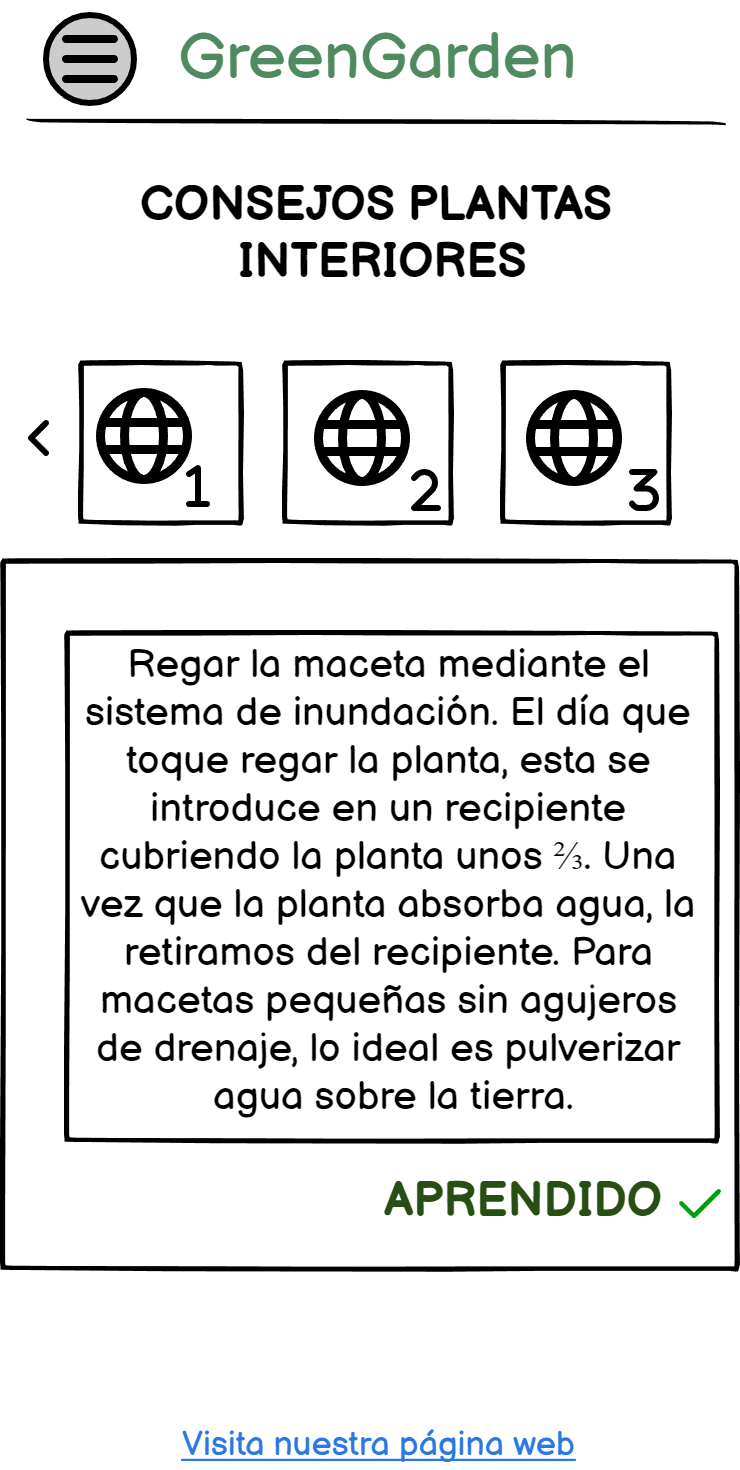 GreenGarden
CONSEJOS PLANTAS
INTERIORES
1
2
3
Regar la maceta mediante el
sistema de inundación. El día que
toque regar la planta, esta se
introduce en un recipiente
cubriendo la planta unos ⅔. Una
vez que la planta absorba agua, la
retiramos del recipiente. Para
macetas pequeñas sin agujeros
de drenaje, lo ideal es pulverizar
agua sobre la tierra.
APRENDIDO
Visita nuestra página web